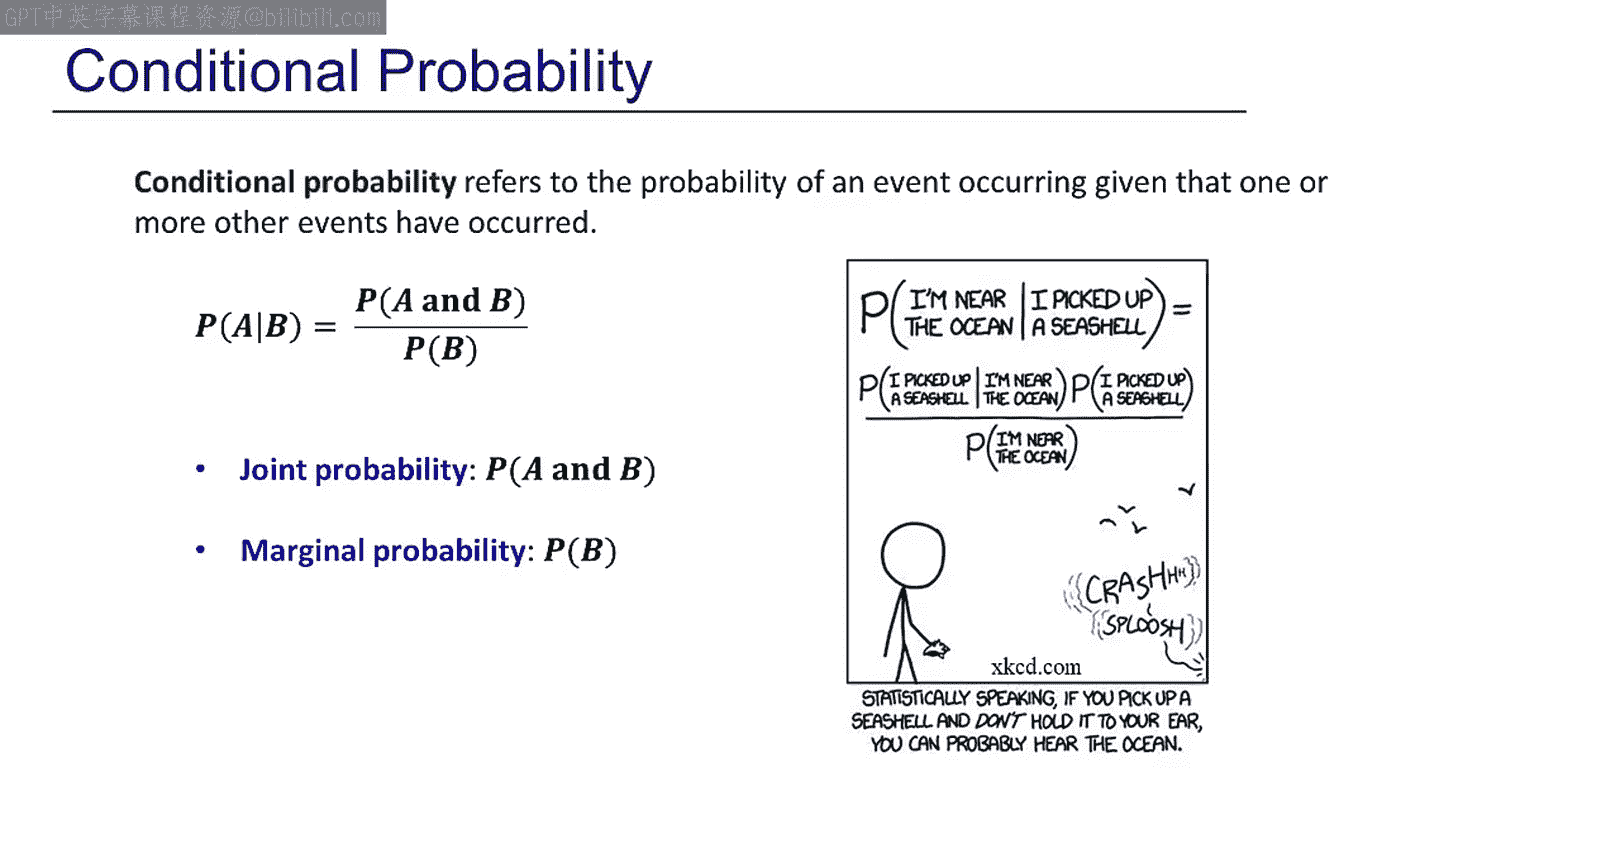 GPT中英字幕课程资源@bilibili.com
Conditional Probability
Conditional probability refers to the probability of an event occurring given that one or
more other events have occurred.
P(A|B) = P(A and B) / P(B)
• Joint probability: P(A and B)
• Marginal probability: P(B)
P(I'M NEAR THE OCEAN | I PICKED UP A SEASHELL) =
P(I PICKED UP A SEASHELL | I'M NEAR THE OCEAN) P(I PICKED UP A SEASHELL)
P(I'M NEAR THE OCEAN)
CRASHHH
SPLOOSH
xkcd.com
STATISTICALLY SPEAKING, IF YOU PICK UP A
SEASHELL AND DON'T HOLD IT TO YOUR EAR,
YOU CAN PROBABLY HEAR THE OCEAN.